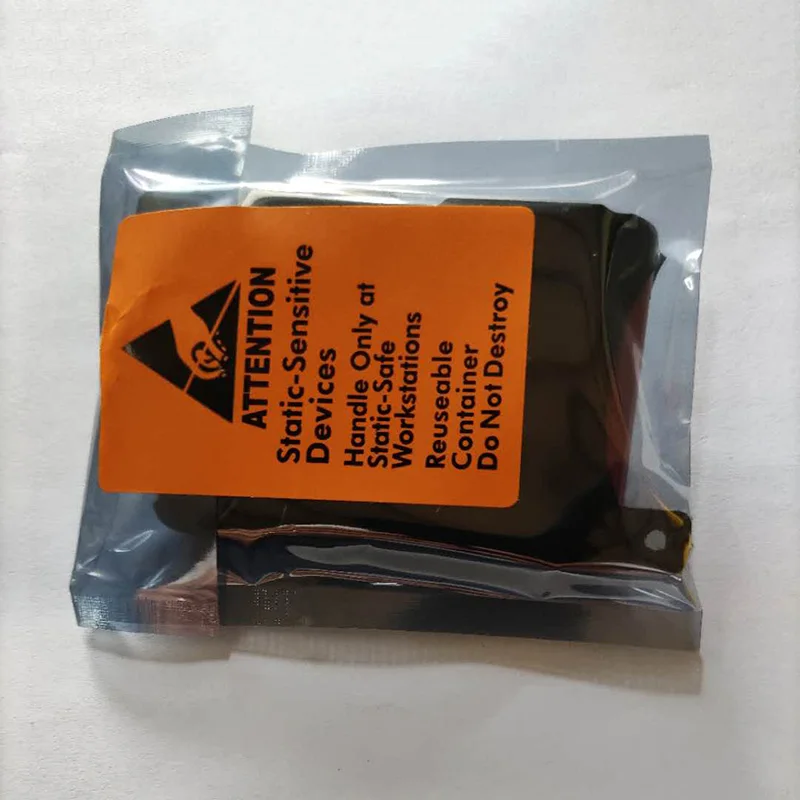 ATTENTION
Static-Sensitive
Devices
Handle Only at
Static-Safe
Workstations
Reuseable
Container
Do Not Destroy